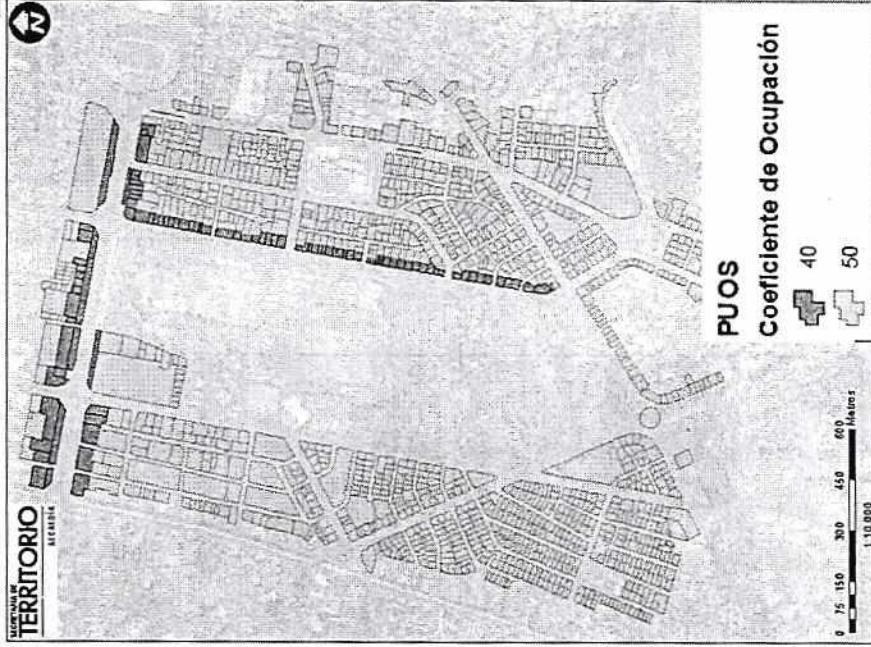 SECRETARÍA DE
TERRITORIO
ALCALDÍA
N
PUOS
Coeficiente de Ocupación
40
50
0 75 150 300 450 600
Metros
1:10.000